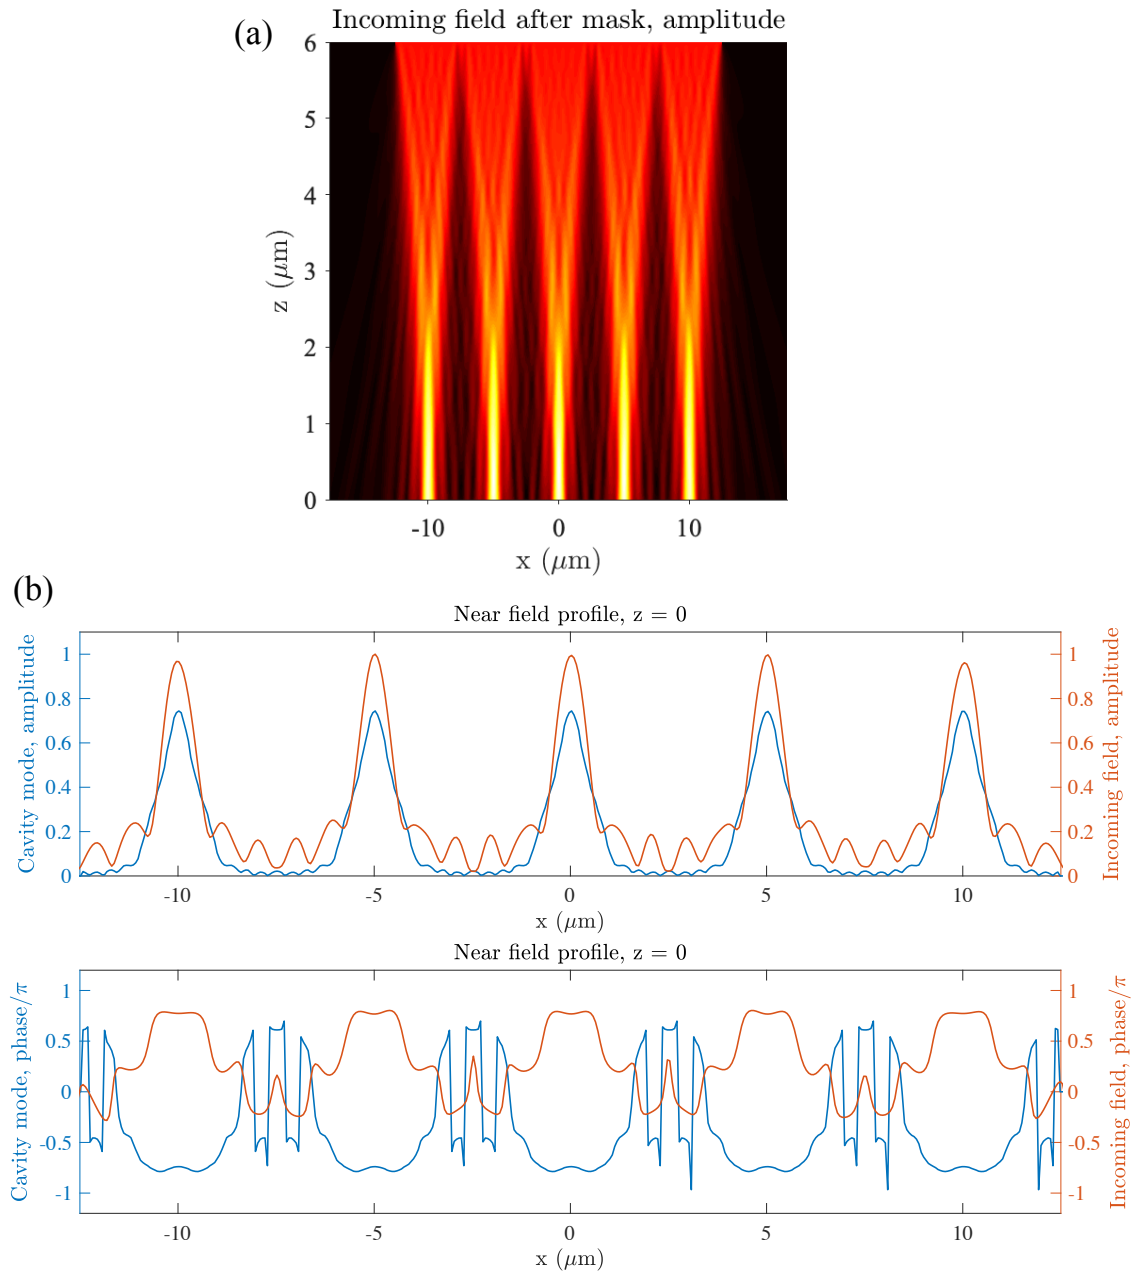 (a)
Incoming field after mask, amplitude
6
5
4
3
2
1
0
z (μm)
-10 0 10
x (μm)
(b)
Near field profile, z = 0
Cavity mode, amplitude
1
0.8
0.6
0.4
0.2
0
Incoming field, amplitude
1
0.8
0.6
0.4
0.2
0
-10 -5 0 5 10
x (μm)
Near field profile, z = 0
Cavity mode, phase/π
1
0.5
0
-0.5
-1
Incoming field, phase/π
1
0.5
0
-0.5
-1
-10 -5 0 5 10
x (μm)